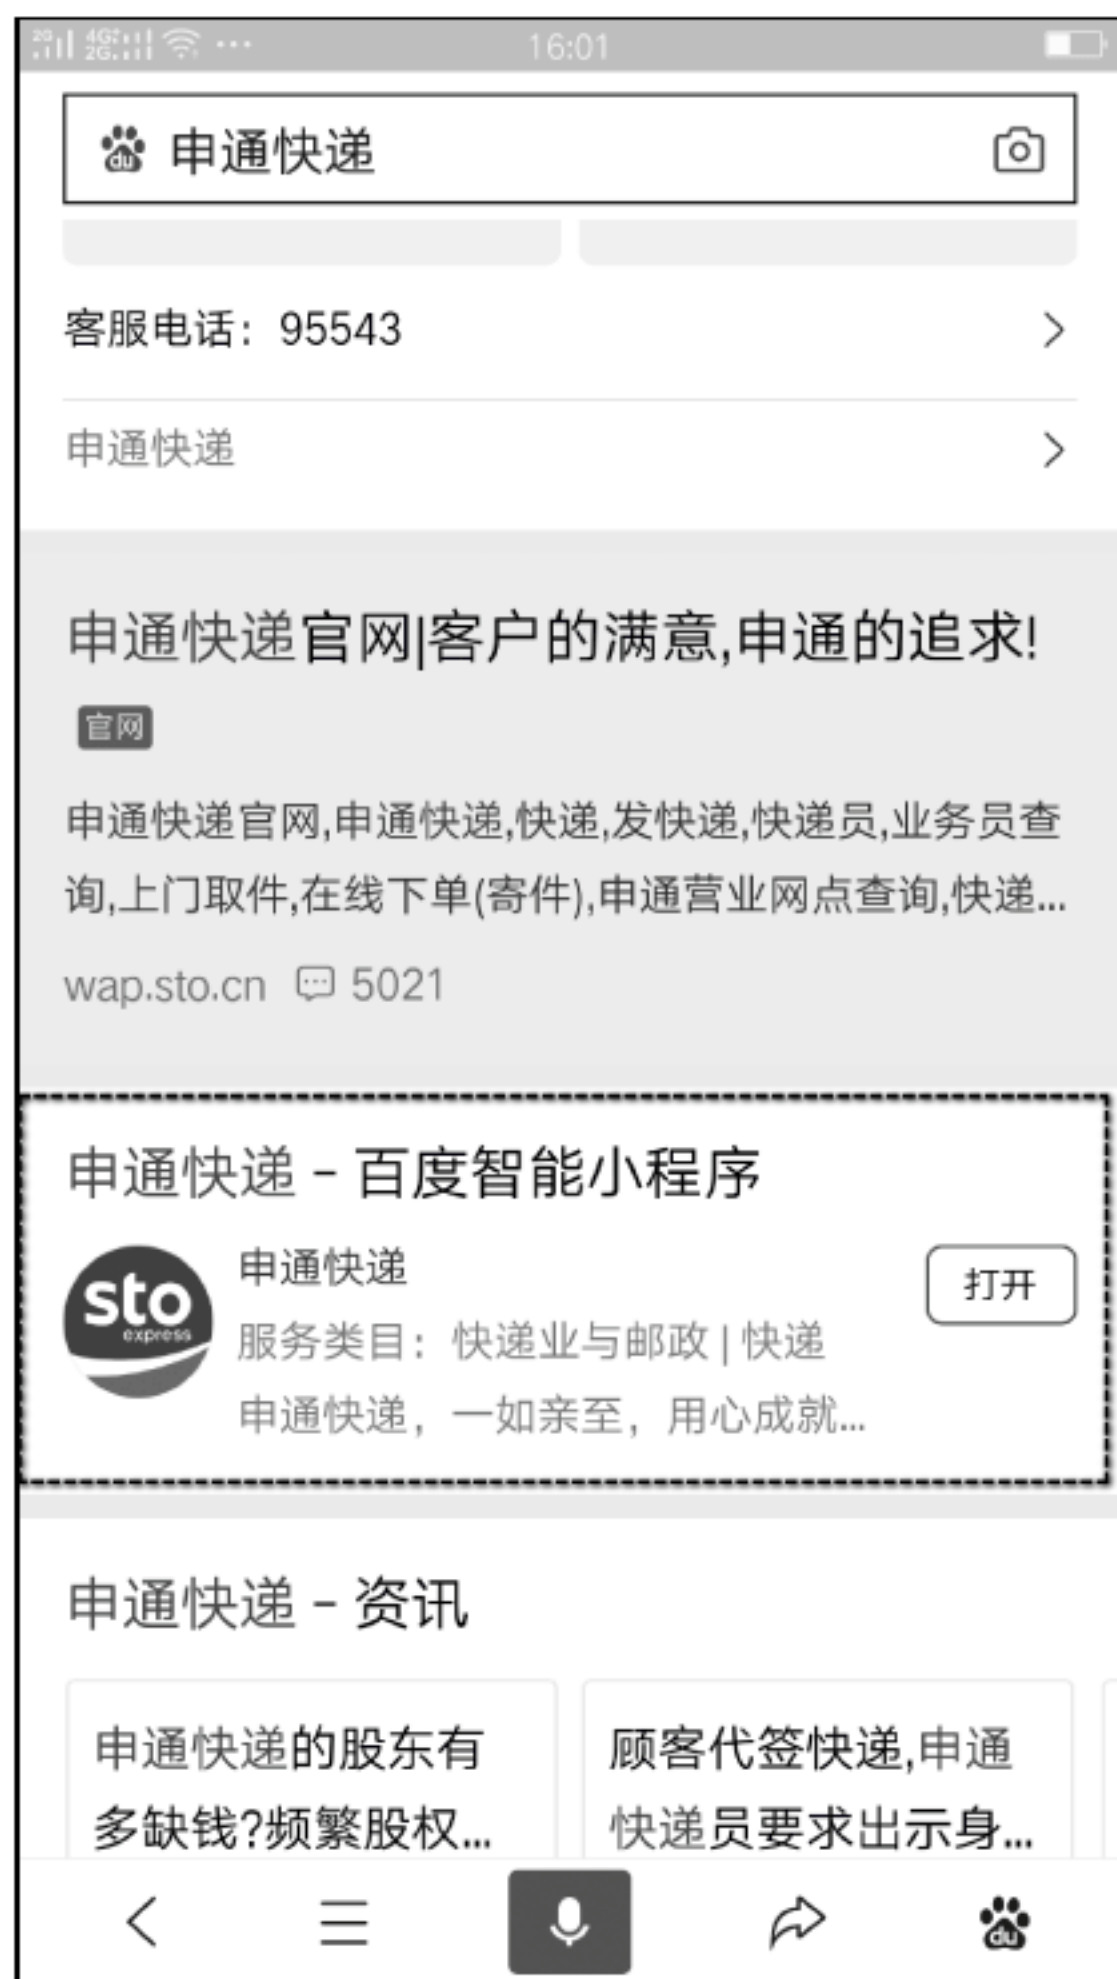 2G 4G 2G 16:01
du 申通快递
客服电话：95543
申通快递
申通快递官网|客户的满意,申通的追求!
官网
申通快递官网,申通快递,快递,发快递,快递员,业务员查
询,上门取件,在线下单(寄件),申通营业网点查询,快递...
wap.sto.cn 5021
申通快递 - 百度智能小程序
sto
express
申通快递
打开
服务类目：快递业与邮政 | 快递
申通快递，一如亲至，用心成就...
申通快递 - 资讯
申通快递的股东有
多缺钱?频繁股权...
顾客代签快递,申通
快递员要求出示身...
du